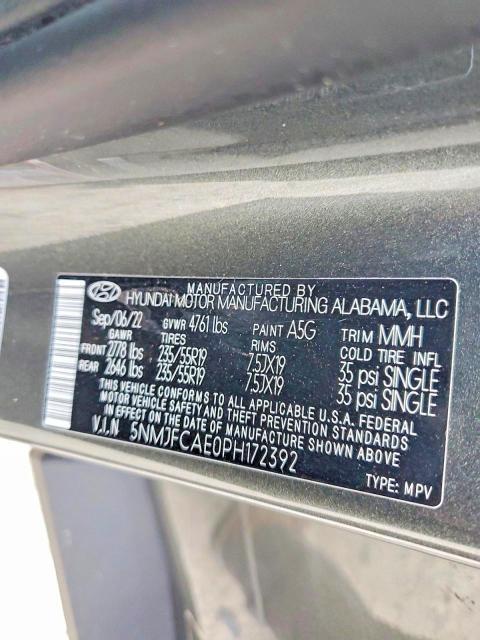 MANUFACTURED BY
HYUNDAI MOTOR MANUFACTURING ALABAMA, LLC
Sep/06/22 GVWR 4761 lbs PAINT A5G TRIM MMH
GAWR TIRES RIMS COLD TIRE INFL
FRONT 2778 lbs 235/55R19 7.5JX19 35 psi SINGLE
REAR 2646 lbs 235/55R19 7.5JX19 35 psi SINGLE
THIS VEHICLE CONFORMS TO ALL APPLICABLE U.S.A. FEDERAL
MOTOR VEHICLE SAFETY AND THEFT PREVENTION STANDARDS
IN EFFECT ON THE DATE OF MANUFACTURE SHOWN ABOVE
V.I.N 5NMJFCAE0PH172392
TYPE: MPV